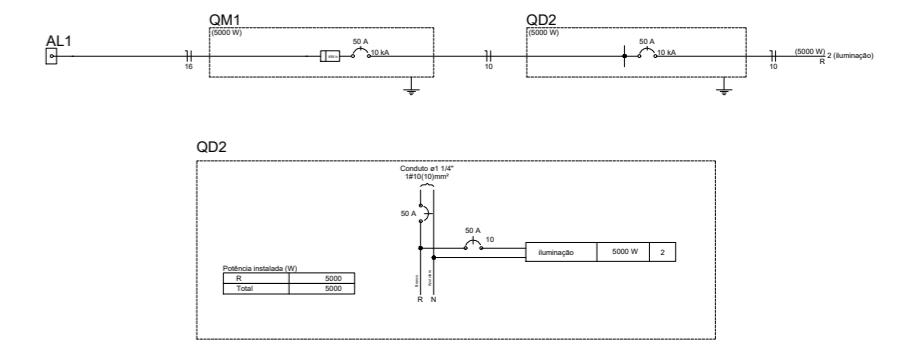 QM1
(5000 W)
QD2
(5000 W)
AL1
50 A
10 kA
50 A
10 kA
16
10
10
(5000 W)
R
2 (iluminação)
QD2
Conduto ø1 1/4"
1#10(10)mm²
50 A
50 A
10
iluminação 5000 W 2
Potência instalada (W)
R 5000
Total 5000
R N